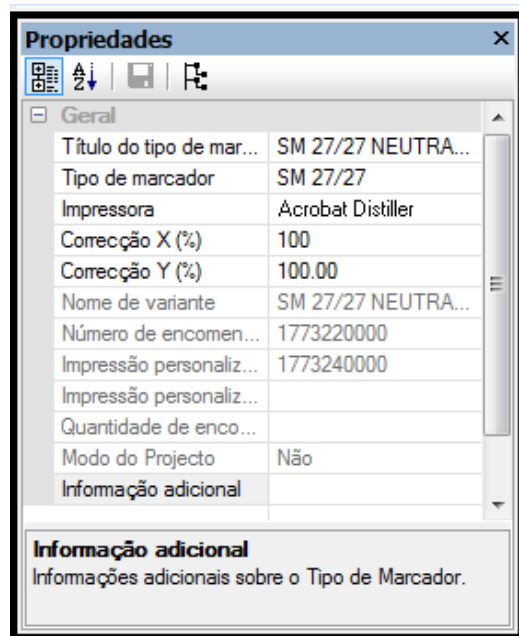 Propriedades
Geral
Título do tipo de mar... SM 27/27 NEUTRA...
Tipo de marcador SM 27/27
Impressora Acrobat Distiller
Correcção X (%) 100
Correcção Y (%) 100.00
Nome de variante SM 27/27 NEUTRA...
Número de encomen... 1773220000
Impressão personaliz... 1773240000
Impressão personaliz...
Quantidade de enco...
Modo do Projecto Não
Informação adicional
Informação adicional
Informações adicionais sobre o Tipo de Marcador.